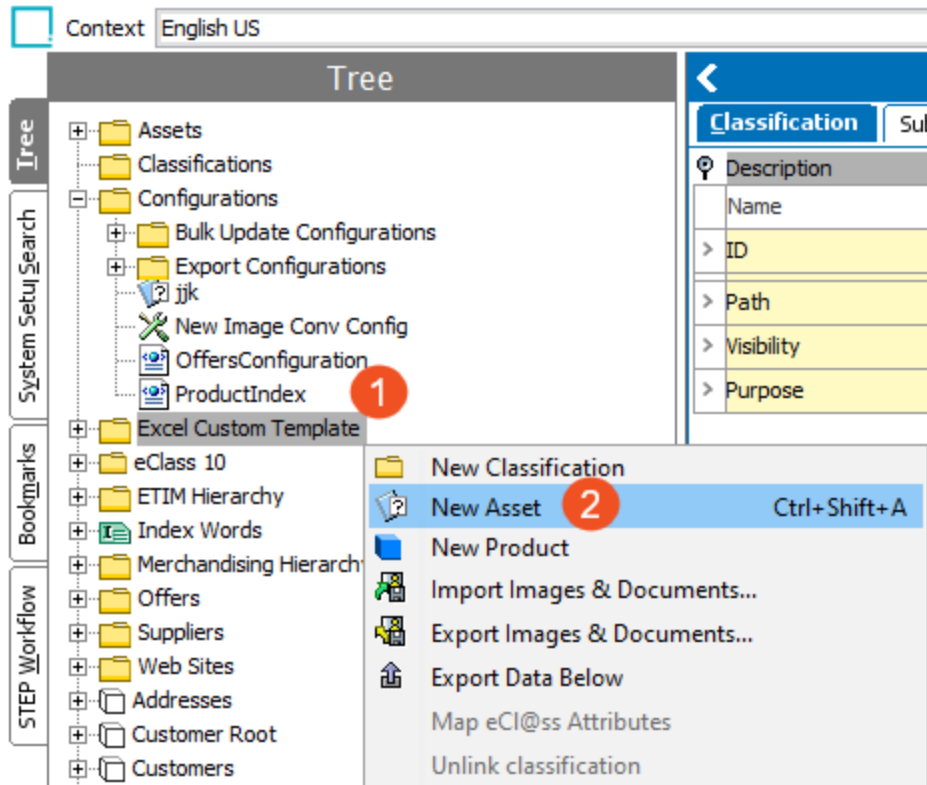 Context English US
Tree
Tree
System Setup Search
Bookmarks
STEP Workflow
Assets
Classifications
Configurations
Bulk Update Configurations
Export Configurations
jjk
New Image Conv Config
OffersConfiguration
ProductIndex
1
Excel Custom Template
eClass 10
ETIM Hierarchy
Index Words
Merchandising Hierarch
Offers
Suppliers
Web Sites
Addresses
Customer Root
Customers
New Classification
New Asset 2 Ctrl+Shift+A
New Product
Import Images & Documents...
Export Images & Documents...
Export Data Below
Map eCl@ss Attributes
Unlink classification
Classification Sul
Description
Name
ID
Path
Visibility
Purpose